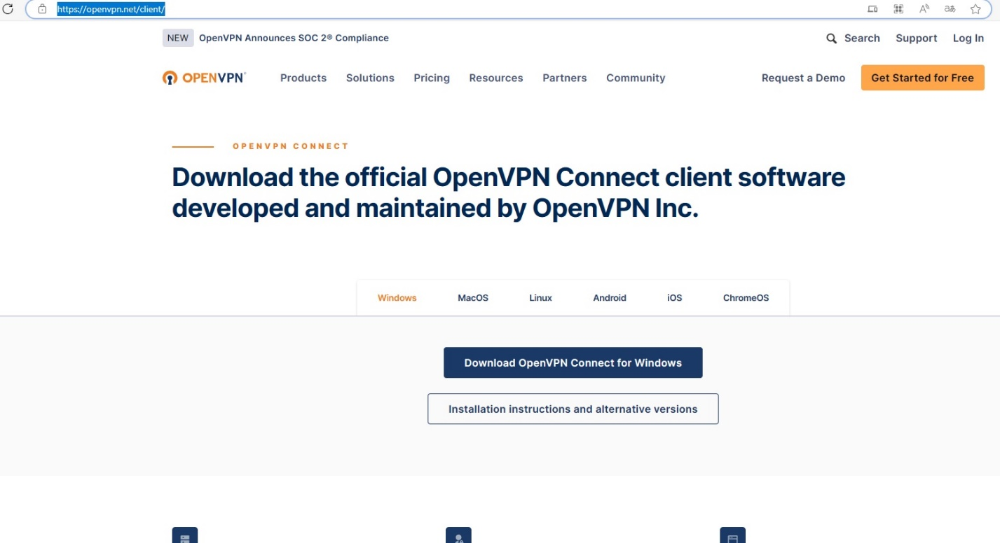 https://openvpn.net/client/
NEW OpenVPN Announces SOC 2® Compliance
Search Support Log In
OPENVPN Products Solutions Pricing Resources Partners Community Request a Demo Get Started for Free
OPENVPN CONNECT
Download the official OpenVPN Connect client software
developed and maintained by OpenVPN Inc.
Windows MacOS Linux Android iOS ChromeOS
Download OpenVPN Connect for Windows
Installation instructions and alternative versions